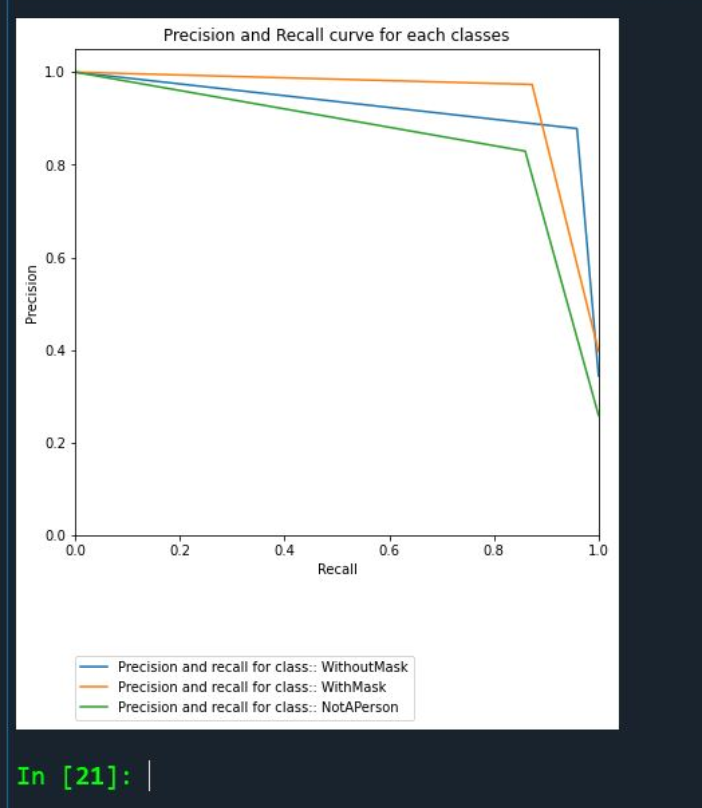 Precision and Recall curve for each classes
1.0
0.8
0.6
0.4
0.2
0.0
Precision
0.0 0.2 0.4 0.6 0.8 1.0
Recall
Precision and recall for class:: WithoutMask
Precision and recall for class:: WithMask
Precision and recall for class:: NotAPerson
In [21]: